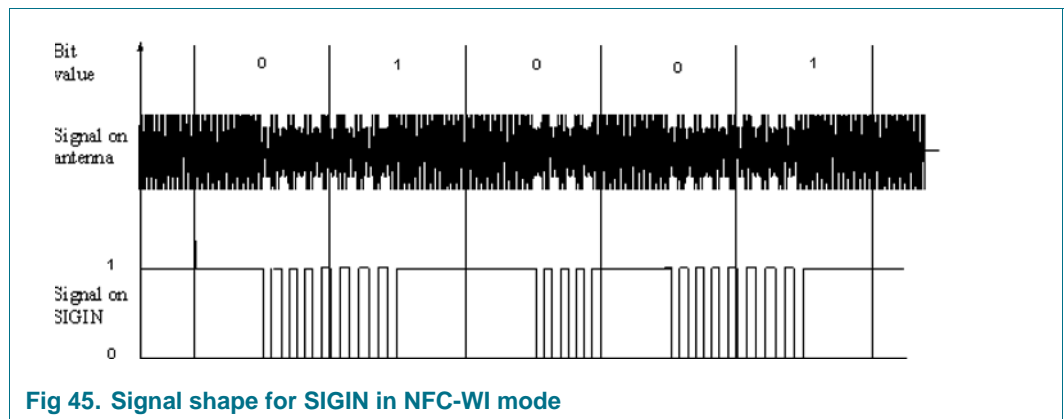 Bit
value
0 1 0 0 1
Signal on
antenna
1
Signal on
SIGIN
0
Fig 45. Signal shape for SIGIN in NFC-WI mode